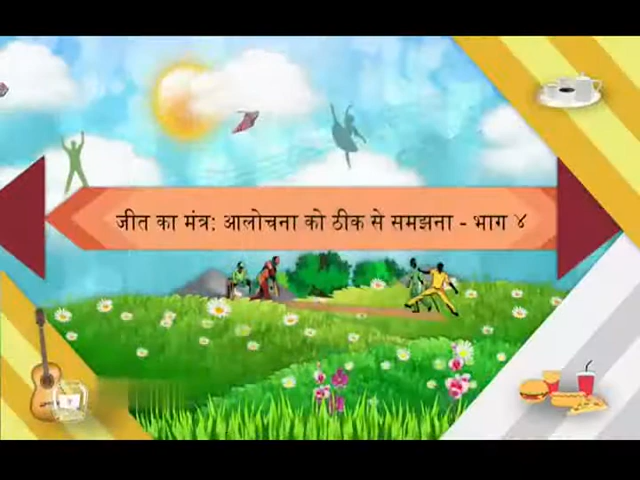 जीत का मंत्र: आलोचना को ठीक से समझना - भाग ४